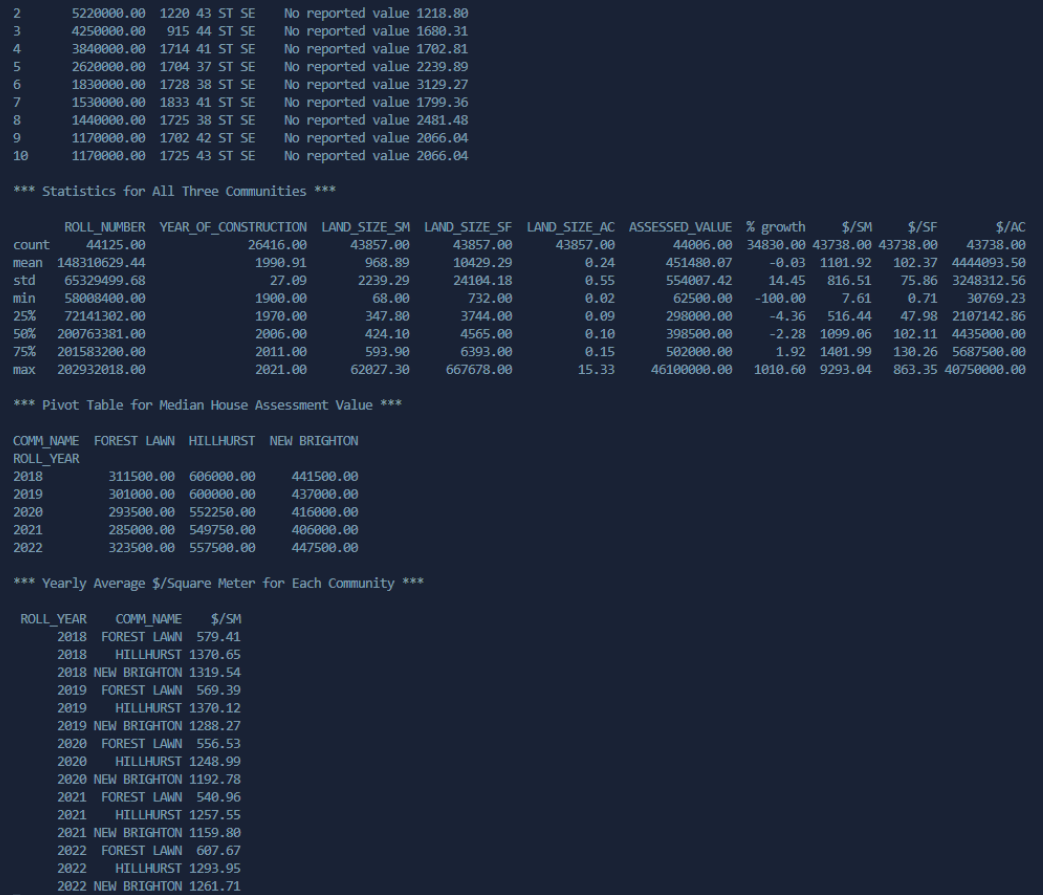 2 5220000.00 1220 43 ST SE No reported value 1218.80
3 4250000.00 915 44 ST SE No reported value 1680.31
4 3840000.00 1714 41 ST SE No reported value 1702.81
5 2620000.00 1704 37 ST SE No reported value 2239.89
6 1830000.00 1728 38 ST SE No reported value 3129.27
7 1530000.00 1833 41 ST SE No reported value 1799.36
8 1440000.00 1725 38 ST SE No reported value 2481.48
9 1170000.00 1702 42 ST SE No reported value 2066.04
10 1170000.00 1725 43 ST SE No reported value 2066.04
*** Statistics for All Three Communities ***
ROLL_NUMBER YEAR_OF_CONSTRUCTION LAND_SIZE_SM LAND_SIZE_SF LAND_SIZE_AC ASSESSED_VALUE % growth $/SM $/SF $/AC
count 44125.00 26416.00 43857.00 43857.00 43857.00 44006.00 34830.00 43738.00 43738.00 43738.00
mean 148310629.44 1990.91 968.89 10429.29 0.24 451480.07 -0.03 1101.92 102.37 4444093.50
std 65329499.68 27.09 2239.29 24104.18 0.55 554007.42 14.45 816.51 75.86 3248312.56
min 58008400.00 1900.00 68.00 732.00 0.02 62500.00 -100.00 7.61 0.71 30769.23
25% 72141302.00 1970.00 347.80 3744.00 0.09 298000.00 -4.36 516.44 47.98 2107142.86
50% 200763381.00 2006.00 424.10 4565.00 0.10 398500.00 -2.28 1099.06 102.11 4435000.00
75% 201583200.00 2011.00 593.90 6393.00 0.15 502000.00 1.92 1401.99 130.26 5687500.00
max 202932018.00 2021.00 62027.30 667678.00 15.33 46100000.00 1010.60 9293.04 863.35 40750000.00
*** Pivot Table for Median House Assessment Value ***
COMM_NAME FOREST LAWN HILLHURST NEW BRIGHTON
ROLL_YEAR
2018 311500.00 606000.00 441500.00
2019 301000.00 600000.00 437000.00
2020 293500.00 552250.00 416000.00
2021 285000.00 549750.00 406000.00
2022 323500.00 557500.00 447500.00
*** Yearly Average $/Square Meter for Each Community ***
ROLL_YEAR COMM_NAME $/SM
2018 FOREST LAWN 579.41
2018 HILLHURST 1370.65
2018 NEW BRIGHTON 1319.54
2019 FOREST LAWN 569.39
2019 HILLHURST 1370.12
2019 NEW BRIGHTON 1288.27
2020 FOREST LAWN 556.53
2020 HILLHURST 1248.99
2020 NEW BRIGHTON 1192.78
2021 FOREST LAWN 540.96
2021 HILLHURST 1257.55
2021 NEW BRIGHTON 1159.80
2022 FOREST LAWN 607.67
2022 HILLHURST 1293.95
2022 NEW BRIGHTON 1261.71